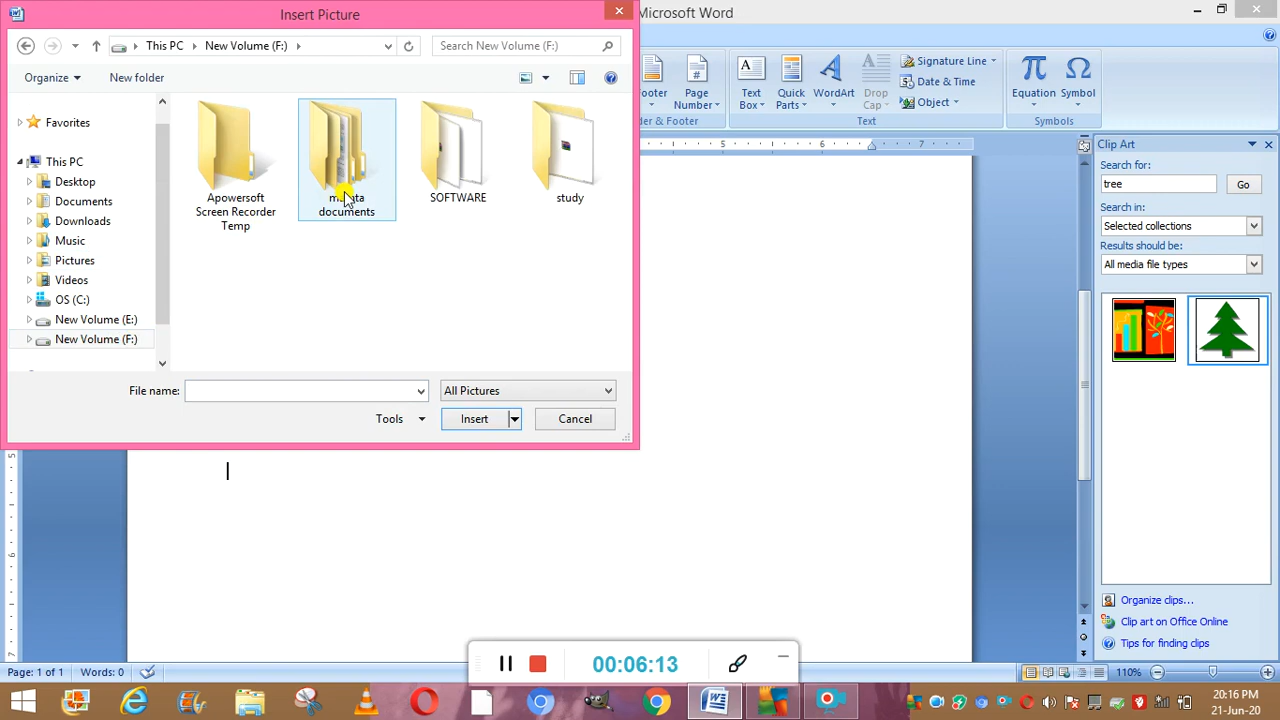 Insert Picture
Microsoft Word
This PC
New Volume (F:)
Search New Volume (F:)
Organize
New folder
Favorites
This PC
Desktop
Documents
Downloads
Music
Pictures
Videos
OS (C:)
New Volume (E:)
New Volume (F:)
Apowersoft
Screen Recorder
Temp
documents
SOFTWARE
study
File name:
All Pictures
Tools
Insert
Cancel
Page
Number
Text
Box
Quick
Parts
WordArt
Drop
Cap
Signature Line
Date & Time
Object
Equation
Symbol
Text
Symbols
5
6
7
Clip Art
Search for:
tree
Go
Search in:
Selected collections
Results should be:
All media file types
Organize clips...
Clip art on Office Online
Tips for finding clips
Page: 1 of 1
Words: 0
00:06:13
110%
20:16 PM
21-Jun-20